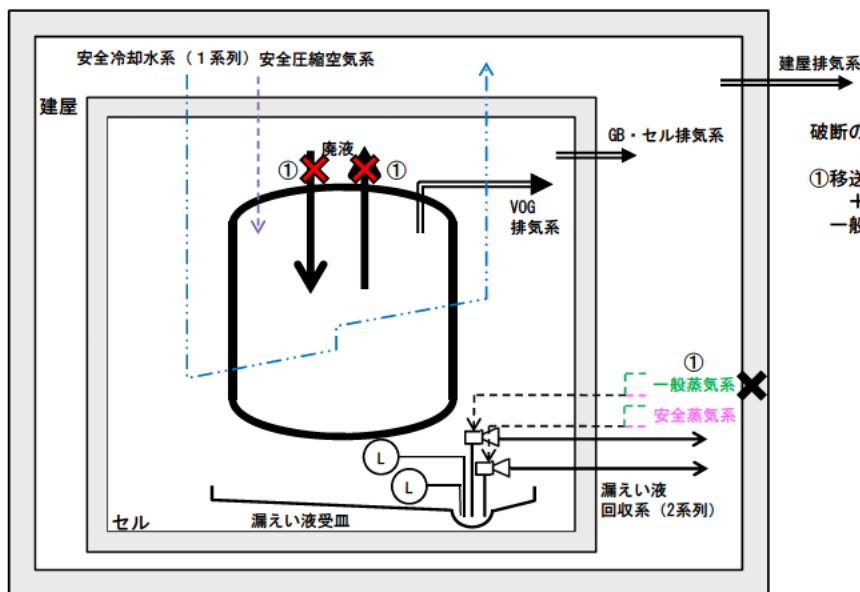 安全冷却水系（１系列）安全圧縮空気系
建屋排気系
建屋
GB・セル排気系
破断の
廃液
①
①
①移送
＋
一般
VOG
排気系
①
一般蒸気系
安全蒸気系
L
L
漏えい液
回収系（2系列）
漏えい液受皿
セル